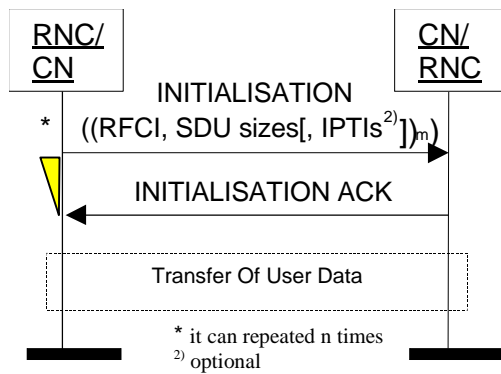 RNC/
CN
CN/
RNC
INITIALISATION
* ((RFCI, SDU sizes[, IPTIs2)])m)
INITIALISATION ACK
Transfer Of User Data
* it can repeated n times
2) optional